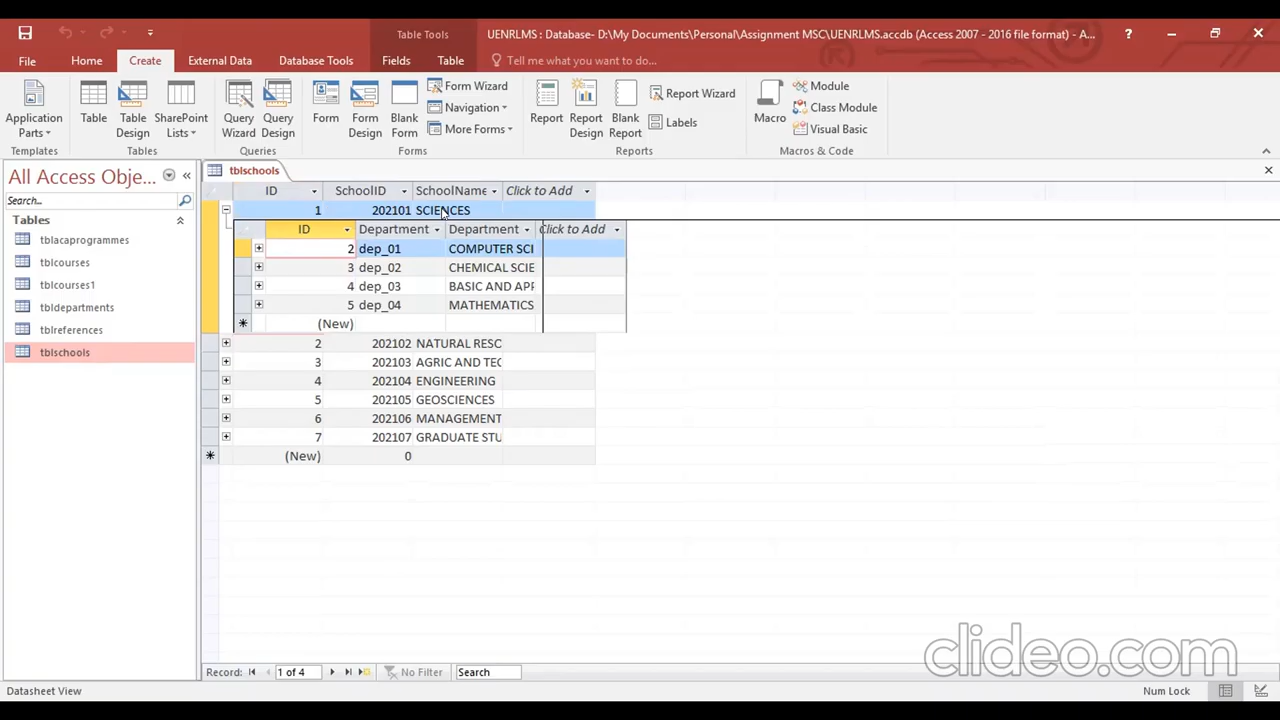 Table Tools
UENRLMS : Database- D:\My Documents\Personal\Assignment MSC\UENRLMS.accdb (Access 2007 - 2016 file format) - A...
?
File Home Create External Data Database Tools Fields Table Tell me what you want to do...
Application Parts
Table
Table Design
SharePoint Lists
Query Wizard
Query Design
Form
Form Design
Blank Form
Form Wizard
Navigation
More Forms
Report
Report Design
Blank Report
Report Wizard
Labels
Macro
Module
Class Module
Visual Basic
Templates Tables Queries Forms Reports Macros & Code
All Access Obje...
Search...
Tables
tblacaprogrammes
tblcourses
tblcourses1
tbldepartments
tblreferences
tblschools
tblschools
ID SchoolID SchoolName Click to Add
1 202101 SCIENCES
ID Department Department Click to Add
2 dep_01 COMPUTER SCI
3 dep_02 CHEMICAL SCIE
4 dep_03 BASIC AND APP
5 dep_04 MATHEMATICS
(New)
2 202102 NATURAL RESC
3 202103 AGRIC AND TEC
4 202104 ENGINEERING
5 202105 GEOSCIENCES
6 202106 MANAGEMENT
7 202107 GRADUATE STU
(New) 0
clideo.com
Record: 1 of 4 No Filter Search
Datasheet View Num Lock